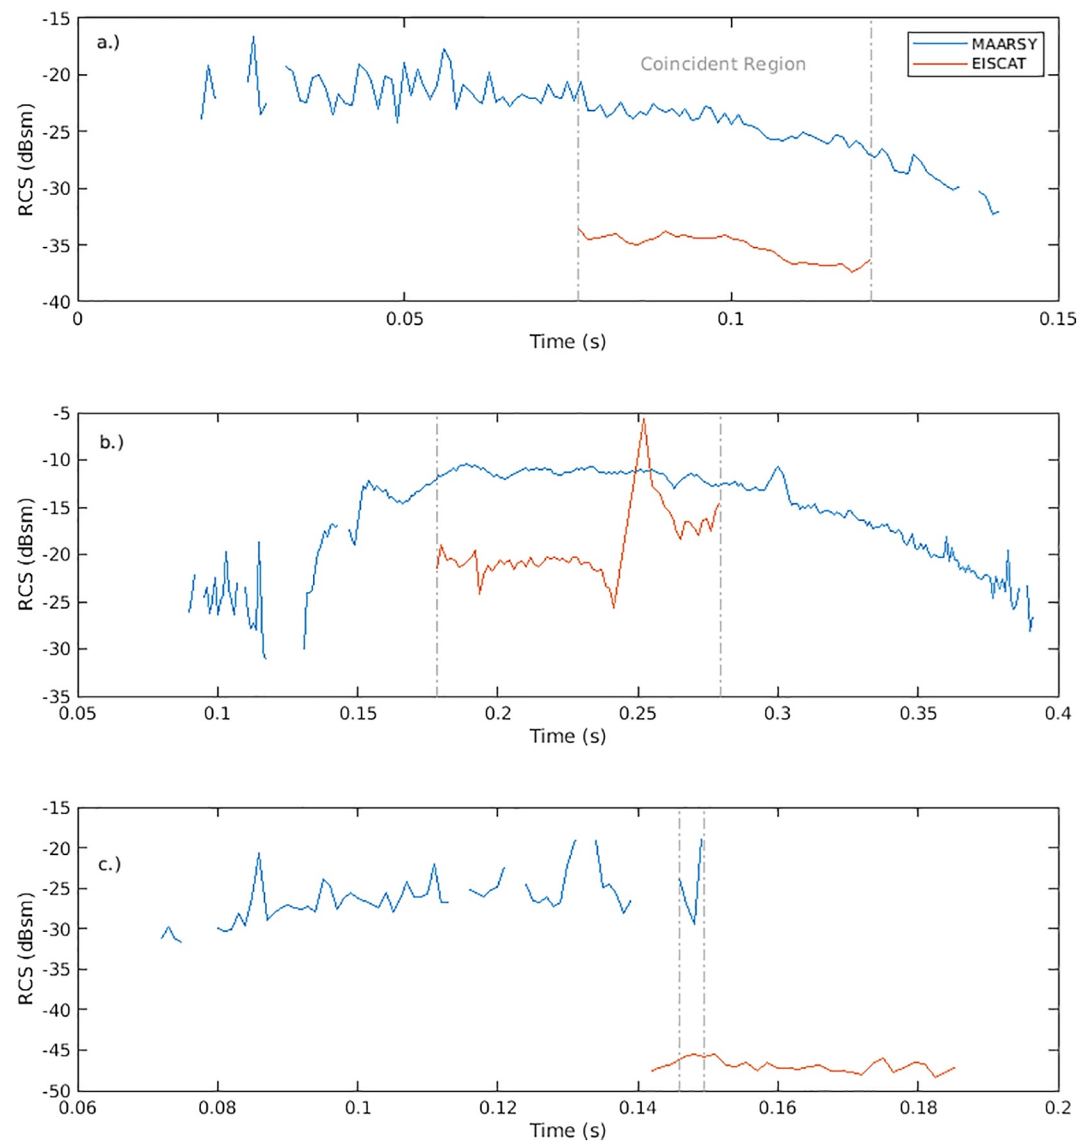 a.)
Coincident Region
MAARSY
EISCAT
-15
-20
-25
-30
-35
-40
RCS (dBsm)
0 0.05 0.1 0.15
Time (s)
b.)
-5
-10
-15
-20
-25
-30
-35
RCS (dBsm)
0.05 0.1 0.15 0.2 0.25 0.3 0.35 0.4
Time (s)
c.)
-15
-20
-25
-30
-35
-40
-45
-50
RCS (dBsm)
0.06 0.08 0.1 0.12 0.14 0.16 0.18 0.2
Time (s)